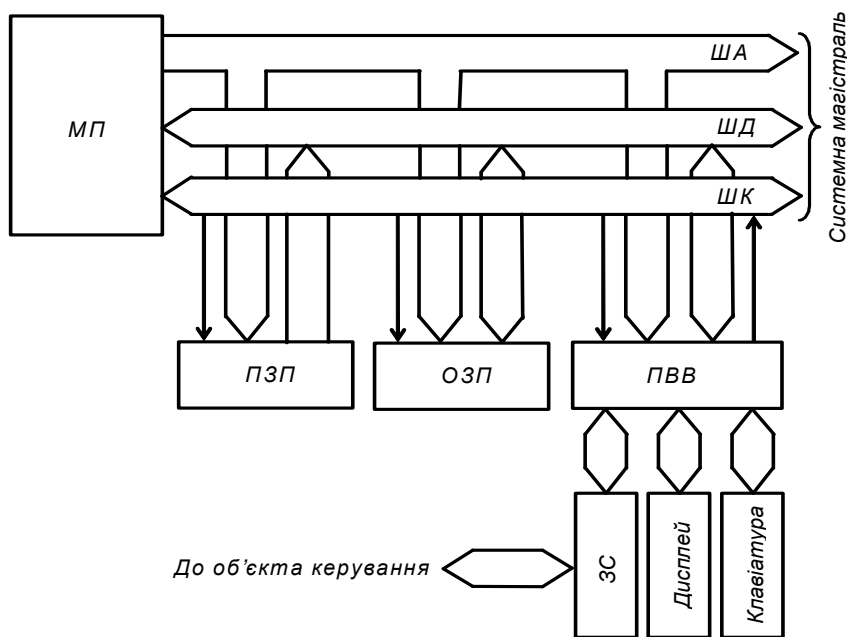 ША
МП
ШД
ШК
Системна магістраль
ПЗП
ОЗП
ПВВ
ЗС
Дисплей
Клавіатура
До об'єкта керування